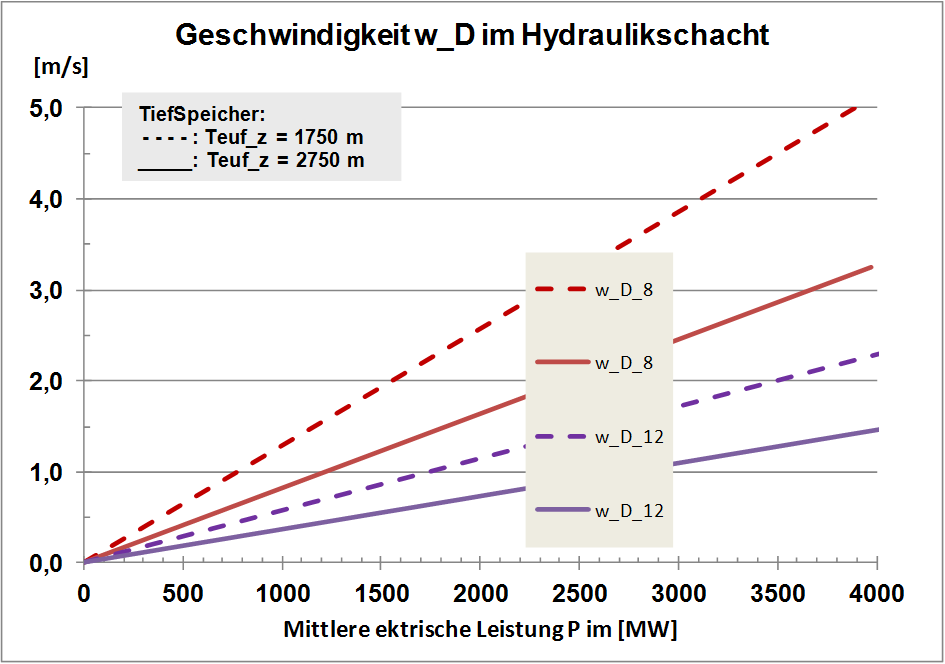 Geschwindigkeit w_D im Hydraulikschacht
[m/s]
TiefSpeicher:
- - - - : Teuf_z = 1750 m
_____: Teuf_z = 2750 m
5,0
4,0
3,0
2,0
1,0
0,0
w_D_8
w_D_8
w_D_12
w_D_12
0 500 1000 1500 2000 2500 3000 3500 4000
Mittlere ektrische Leistung P im [MW]